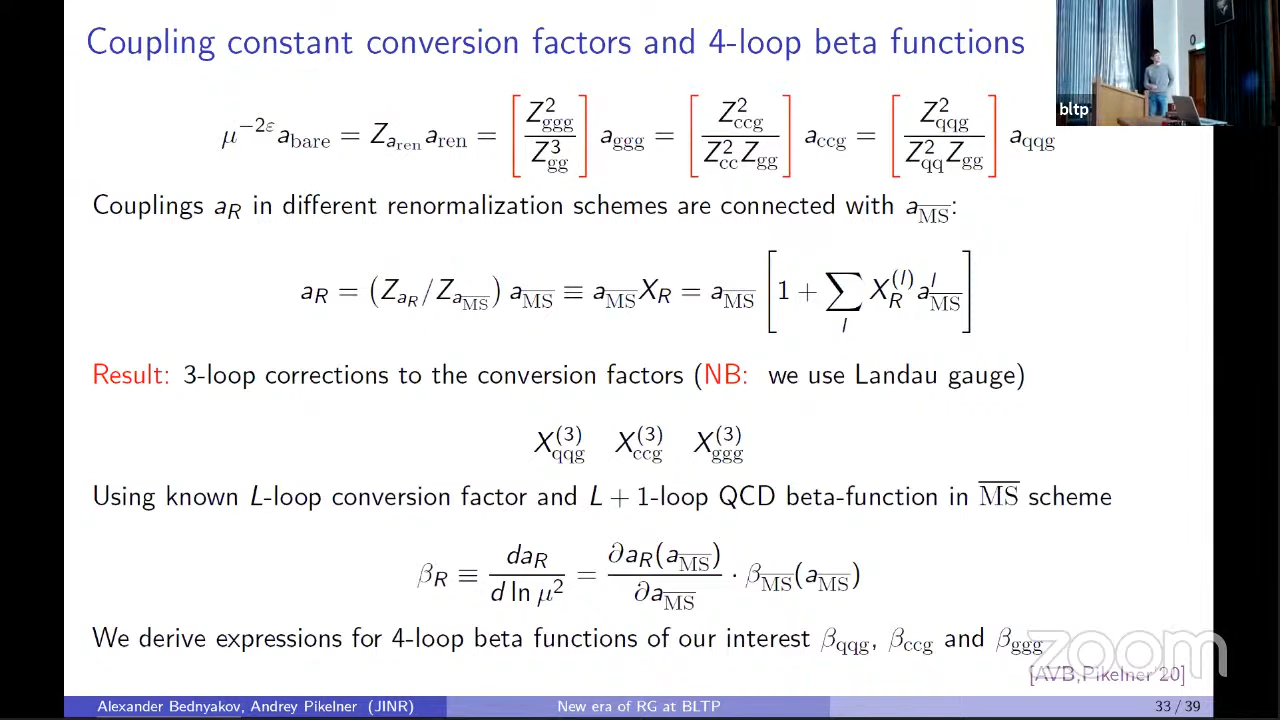 Coupling constant conversion factors and 4-loop beta functions
bltp
μ^{-2ε} a_bare = Z_{a_ren} a_ren = [Z²_ggg / Z³_gg] a_ggg = [Z²_ccg / Z²_cc Z_gg] a_ccg = [Z²_qqg / Z²_qq Z_gg] a_qqg
Couplings a_R in different renormalization schemes are connected with a_{\overline{MS}}:
a_R = (Z_{a_R}/Z_{a_{\overline{MS}}}) a_{\overline{MS}} ≡ a_{\overline{MS}} X_R = a_{\overline{MS}} [1 + ∑_l X_R^{(l)} a^l_{\overline{MS}}]
Result: 3-loop corrections to the conversion factors (NB: we use Landau gauge)
X^{(3)}_qqg X^{(3)}_ccg X^{(3)}_ggg
Using known L-loop conversion factor and L + 1-loop QCD beta-function in \overline{MS} scheme
β_R ≡ da_R / d ln μ² = ∂a_R(a_{\overline{MS}}) / ∂a_{\overline{MS}} · β_{\overline{MS}}(a_{\overline{MS}})
We derive expressions for 4-loop beta functions of our interest β_qqg, β_ccg and β_ggg
[AVB,Pikelner'20]
zoom
Alexander Bednyakov, Andrey Pikelner (JINR) New era of RG at BLTP 33 / 39